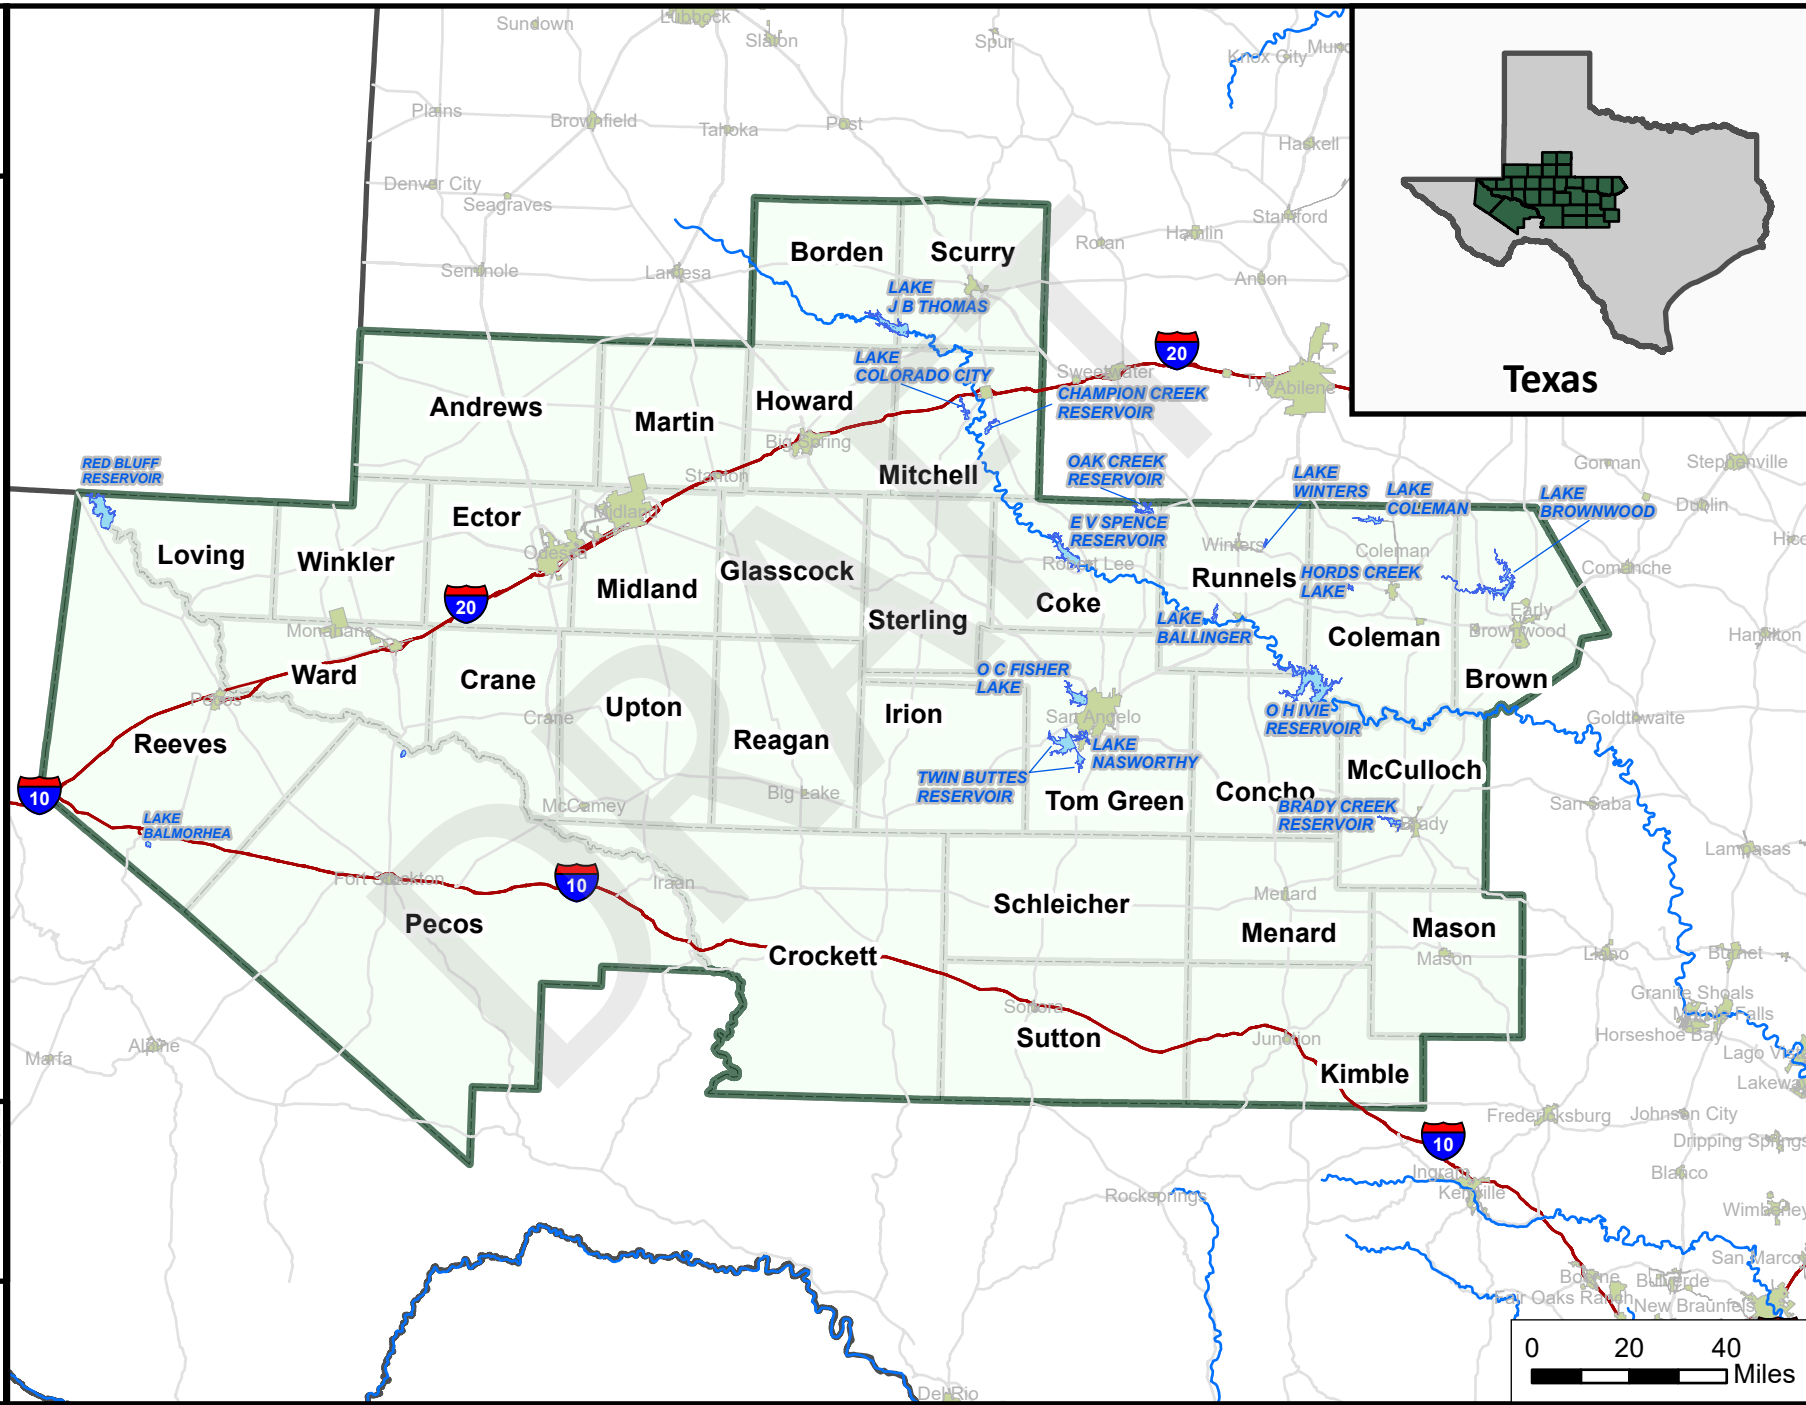 Sundown
Lubbock
Slaton
Spur
Knox City
Plains
Brownfield
Tahoka
Post
Haskell
Denver City
Seagraves
Stamford
Seminole
Lamesa
Rotan
Hamlin
Anson
Borden
Scurry
LAKE
J B THOMAS
Texas
20
LAKE
COLORADO CITY
Sweetwater
Abilene
CHAMPION CREEK
RESERVOIR
Andrews
Martin
Howard
Big Spring
Stanton
Mitchell
RED BLUFF
RESERVOIR
OAK CREEK
RESERVOIR
LAKE
WINTERS
LAKE
COLEMAN
LAKE
BROWNWOOD
Gorman
Stephenville
Dublin
Ector
Midland
Odessa
E V SPENCE
RESERVOIR
Robert Lee
Winters
Coleman
Loving
Winkler
Midland
Glasscock
Runnels
HORDS CREEK
LAKE
Comanche
20
Sterling
Coke
LAKE
BALLINGER
Coleman
Early
Brownwood
Hamilton
Monahans
Ward
Crane
O C FISHER
LAKE
Brown
Pecos
Crane
Upton
Irion
San Angelo
O H IVIE
RESERVOIR
Goldthwaite
Reeves
Reagan
LAKE
NASWORTHY
TWIN BUTTES
RESERVOIR
McCulloch
Concho
Tom Green
BRADY CREEK
RESERVOIR
Brady
San Saba
10
McCamey
Big Lake
LAKE
BALMORHEA
Lampasas
Fort Stockton
10
Iraan
Schleicher
Menard
Pecos
Menard
Mason
Crockett
Mason
Llano
Burnet
Sonora
Granite Shoals
Marble Falls
Horseshoe Bay
Sutton
Junction
Marfa
Alpine
Kimble
Fredericksburg
Johnson City
10
Dripping Springs
Ingram
Kerrville
Blanco
Rocksprings
Wimberley
Boerne
Bulverde
Fair Oaks Ranch
New Braunfels
Del Rio
0 20 40
Miles
DRAFT